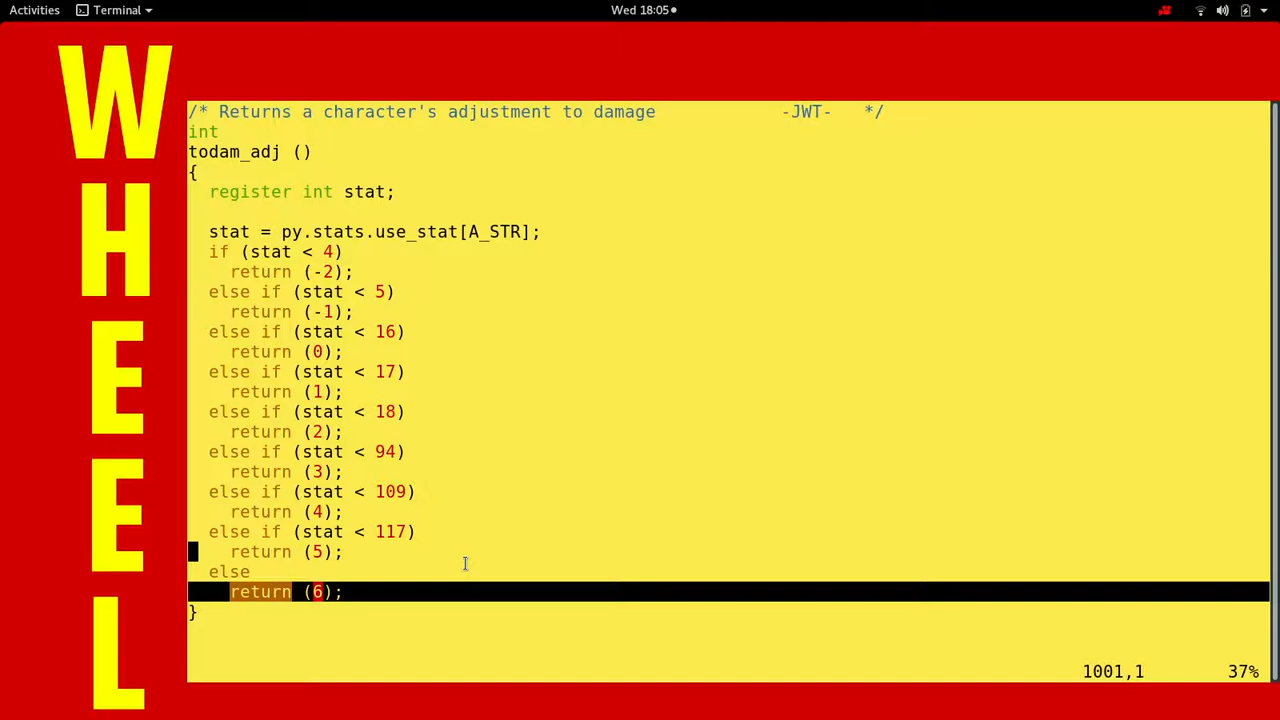 Activities Terminal Wed 18:05
WHEEL
/* Returns a character's adjustment to damage -JWT- */
int
todam_adj ()
{
register int stat;
stat = py.stats.use_stat[A_STR];
if (stat < 4)
return (-2);
else if (stat < 5)
return (-1);
else if (stat < 16)
return (0);
else if (stat < 17)
return (1);
else if (stat < 18)
return (2);
else if (stat < 94)
return (3);
else if (stat < 109)
return (4);
else if (stat < 117)
return (5);
else
return (6);
}
1001,1 37%